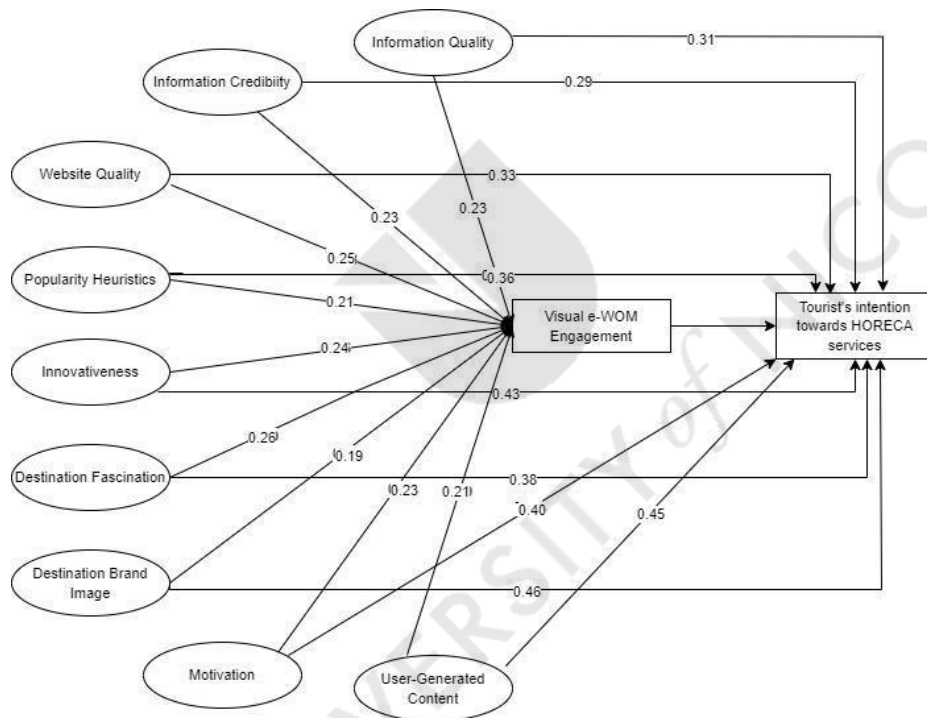 Information Quality
0.31
Information Credibiity
0.29
Website Quality
0.33
0.23
0.23
0.25
Popularity Heuristics
0.36
0.21
Visual e-WOM
Engagement
Tourist's intention
towards HORECA
services
Innovativeness
0.24
0.43
0.26
Destination Fascination
0.19
0.38
0.23
0.21
0.40
0.45
Destination Brand
Image
0.46
Motivation
User-Generated
Content
VERSITY of NICO